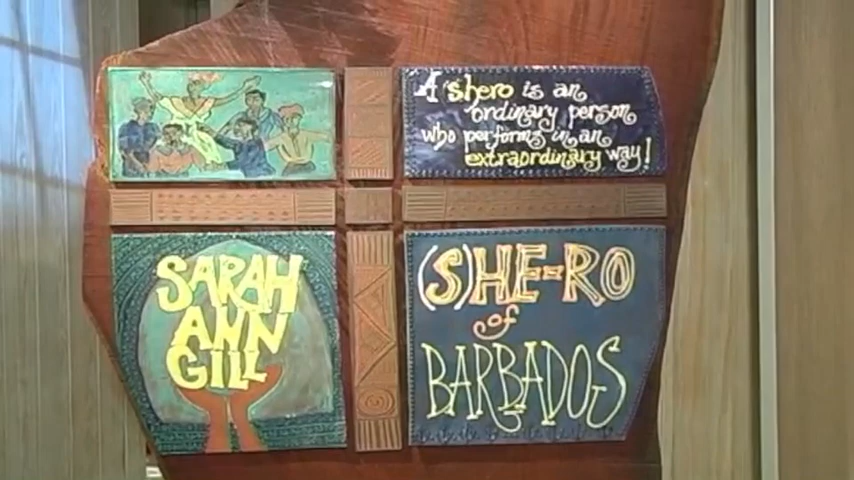 A shero is an
ordinary person
who performs in an
extraordinary way!
SARAH
ANN
GILL
(S)HE-RO
of
BARBADOS